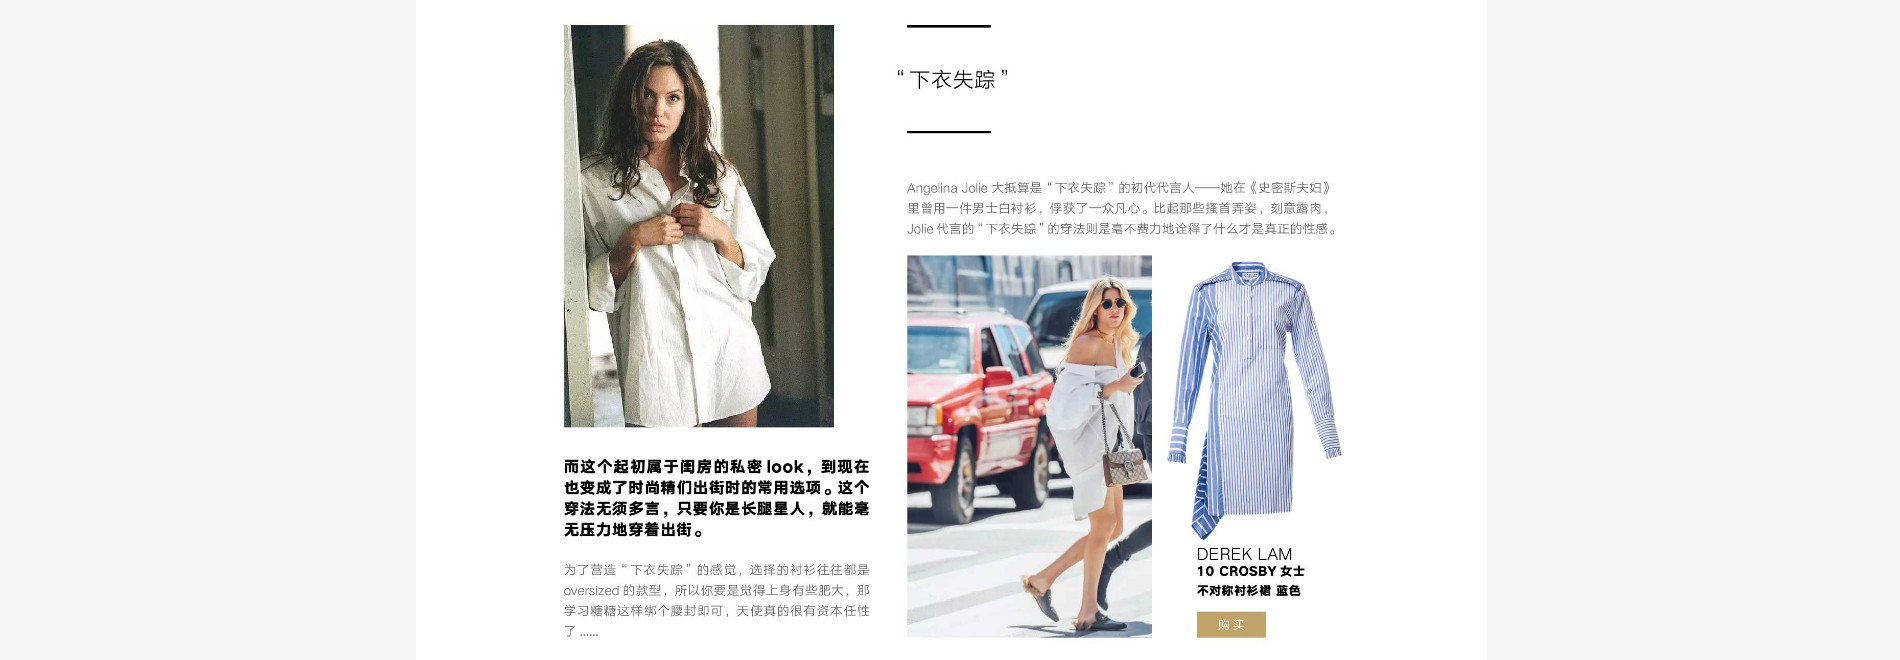 “下衣失踪”
Angelina Jolie 大抵算是“下衣失踪”的初代代言人——她在《史密斯夫妇》
里曾用一件男士白衬衫，俘获了一众凡心。比起那些搔首弄姿，刻意露肉，
Jolie 代言的“下衣失踪”的穿法则是毫不费力地诠释了什么才是真正的性感。
而这个起初属于闺房的私密 look，到现在
也变成了时尚精们出街时的常用选项。这个
穿法无须多言，只要你是长腿星人，就能毫
无压力地穿着出街。
为了营造“下衣失踪”的感觉，选择的衬衫往往都是
oversized 的款型，所以你要是觉得上身有些肥大，那
学习糖糖这样绑个腰封即可，天使真的很有资本任性
了 ......
DEREK LAM
10 CROSBY 女士
不对称衬衫裙 蓝色
购 买